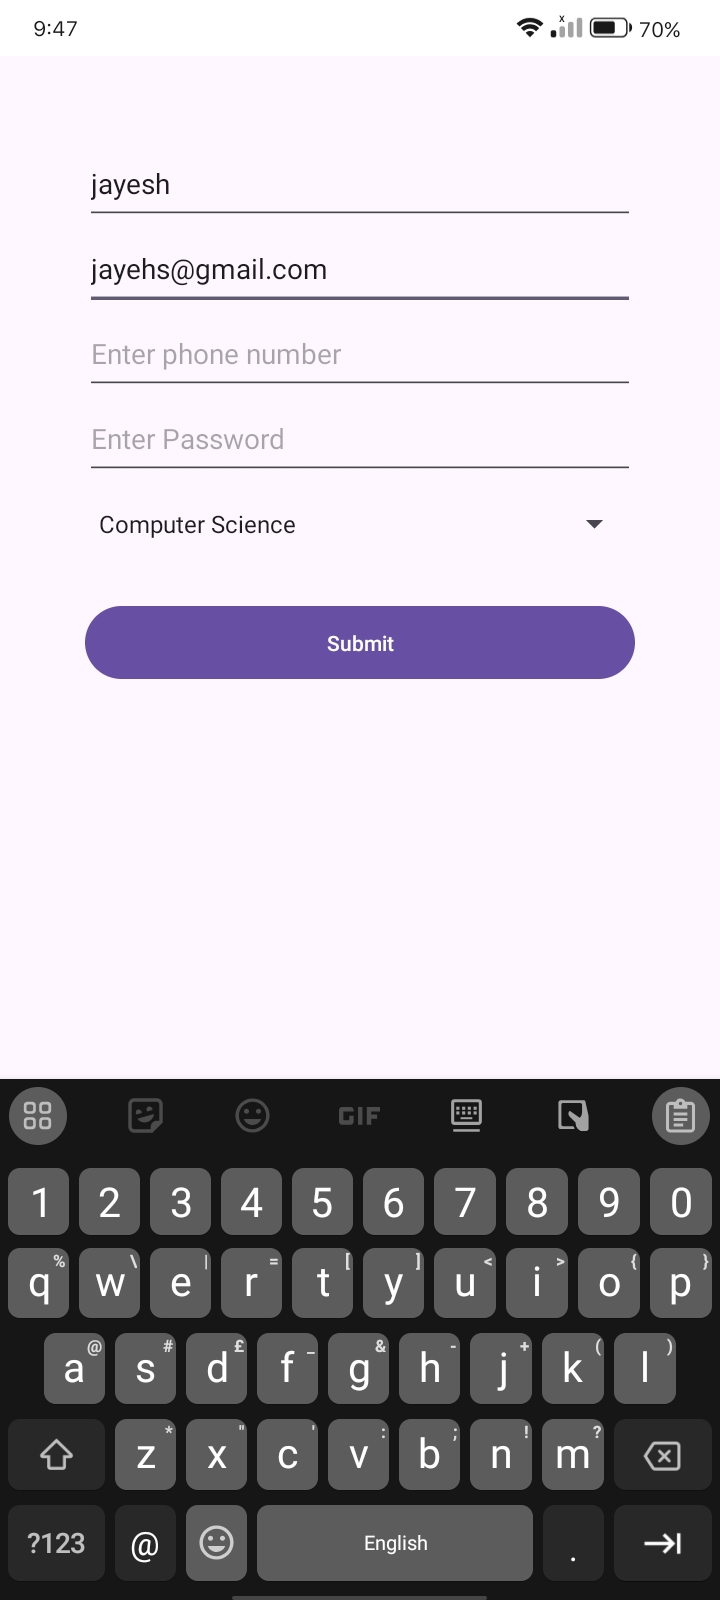 9:47 x 70%
jayesh
jayehs@gmail.com
Enter phone number
Enter Password
Computer Science
Submit
GIF
1 2 3 4 5 6 7 8 9 0
% \ | = [ ] < > { }
q w e r t y u i o p
@ # £ _ & - + ( )
a s d f g h j k l
* " ' : ; ! ?
z x c v b n m
?123 @ English .